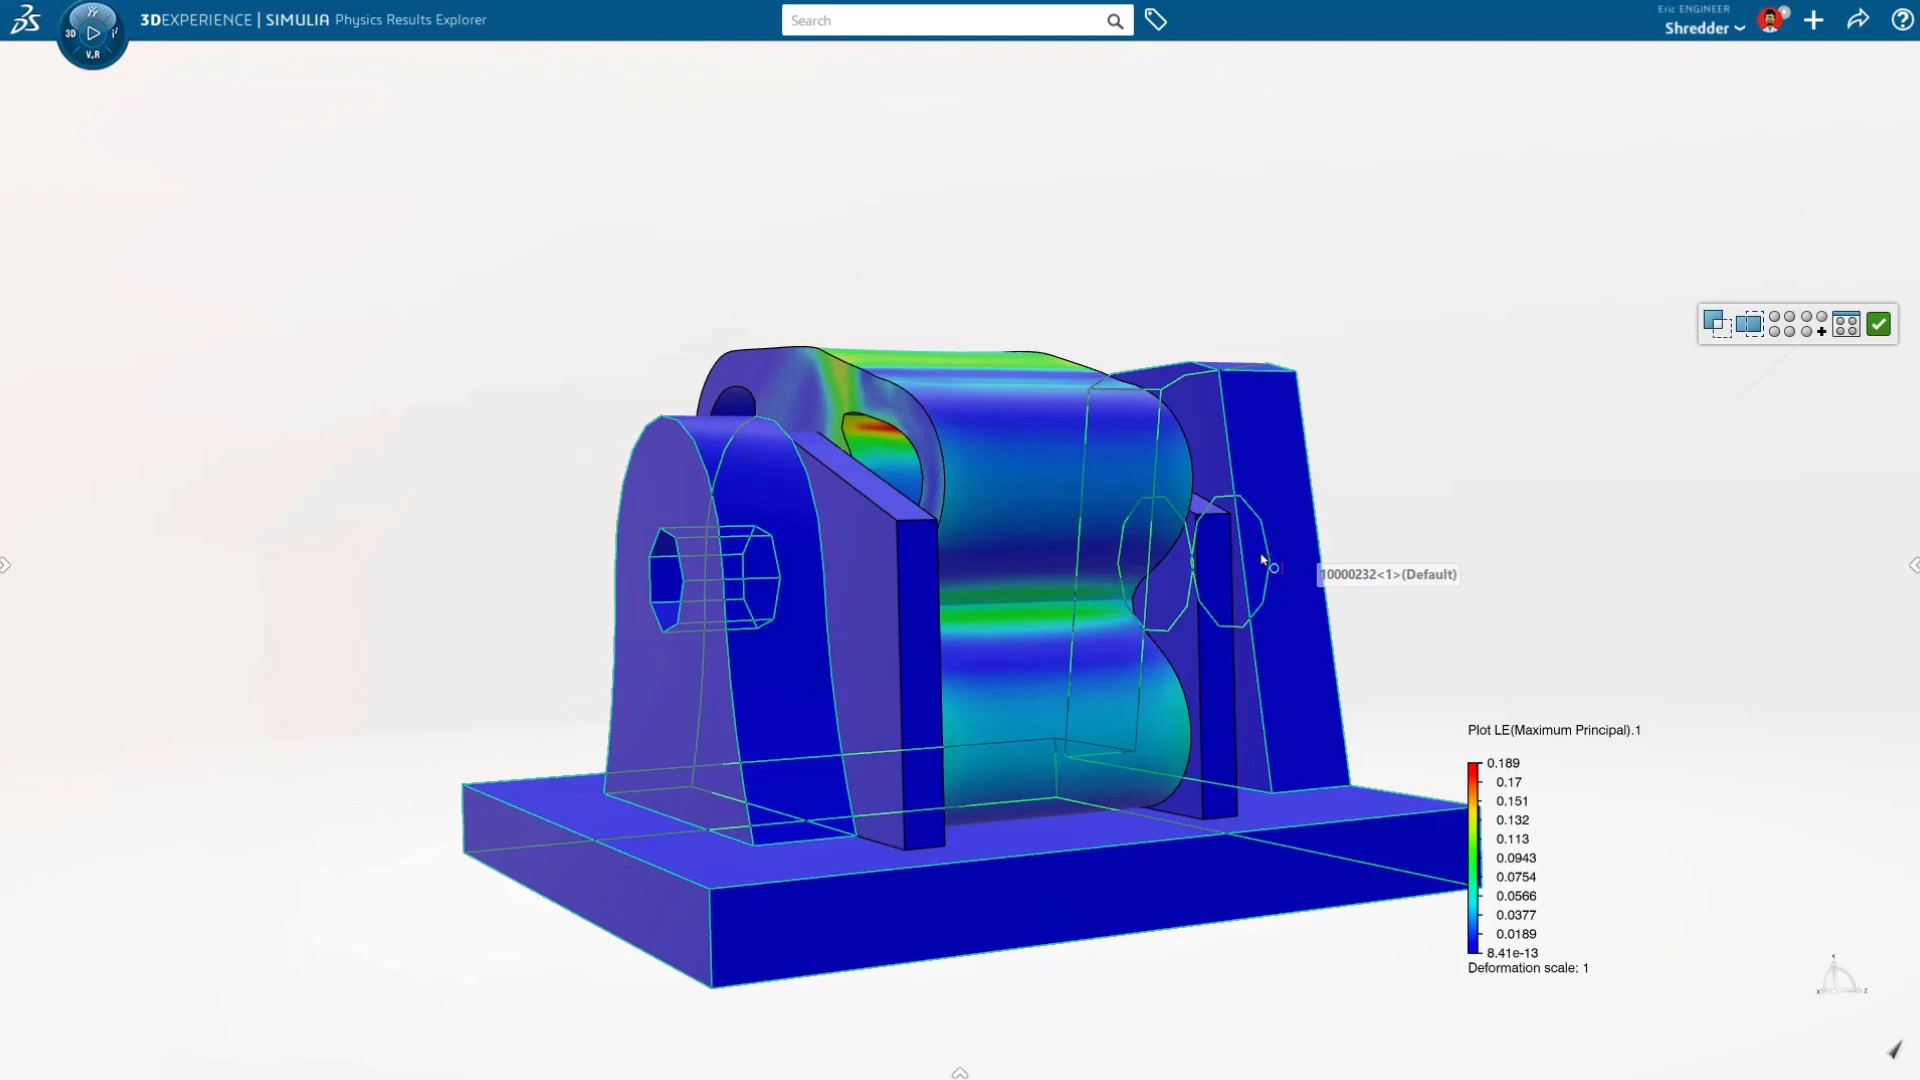 3DEXPERIENCE | SIMULIA Physics Results Explorer
Search
Eric ENGINEER
Shredder
3D
V.R
10000232<1>(Default)
Plot LE(Maximum Principal).1
0.189
0.17
0.151
0.132
0.113
0.0943
0.0754
0.0566
0.0377
0.0189
8.41e-13
Deformation scale: 1
Y
X
Z